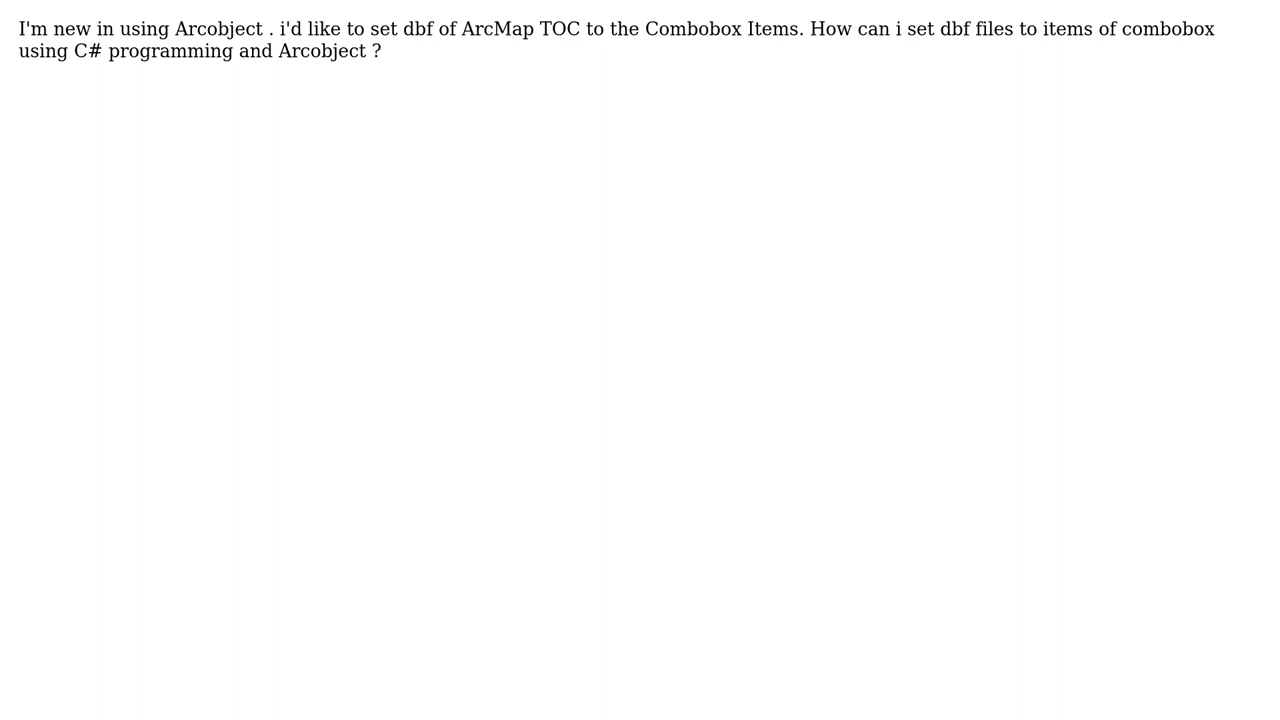 I'm new in using Arcobject . i'd like to set dbf of ArcMap TOC to the Combobox Items. How can i set dbf files to items of combobox
using C# programming and Arcobject ?